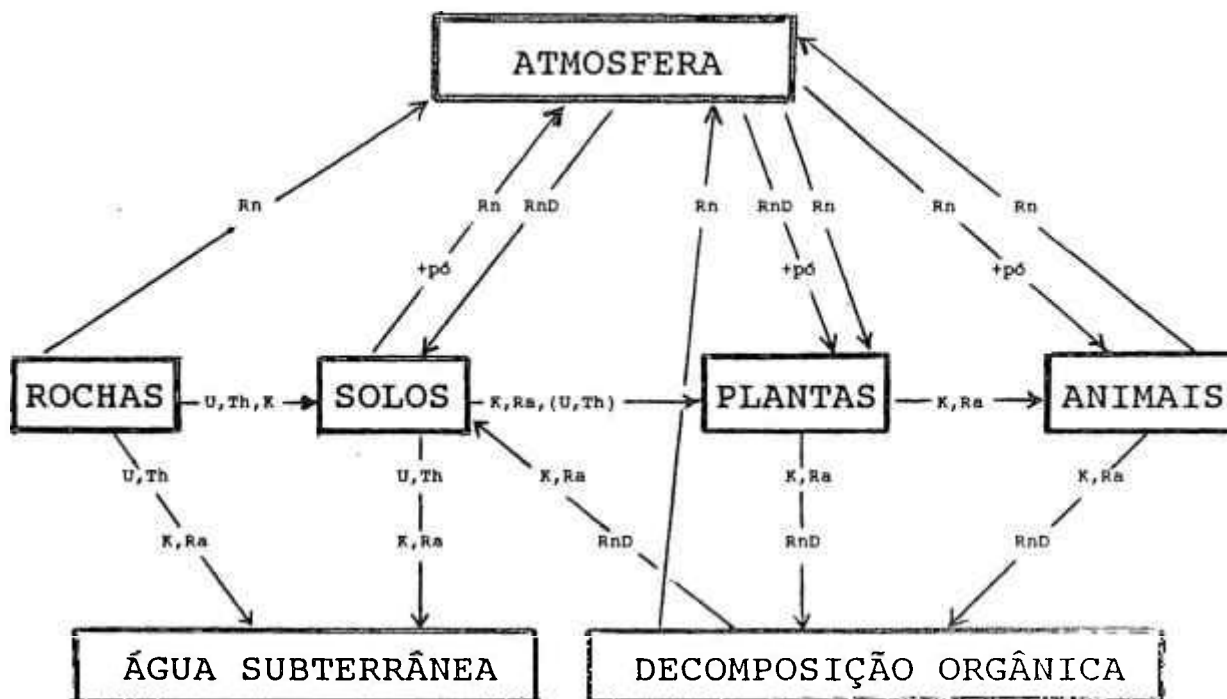 ATMOSFERA
Rn
Rn
RnD
Rn
RnD
Rn
Rn
Rn
+pó
+pó
+pó
ROCHAS
U,Th,K
SOLOS
K,Ra,(U,Th)
PLANTAS
K,Ra
ANIMAIS
U,Th
U,Th
K,Ra
K,Ra
K,Ra
K,Ra
K,Ra
RnD
RnD
RnD
ÁGUA SUBTERRÂNEA
DECOMPOSIÇÃO ORGÂNICA